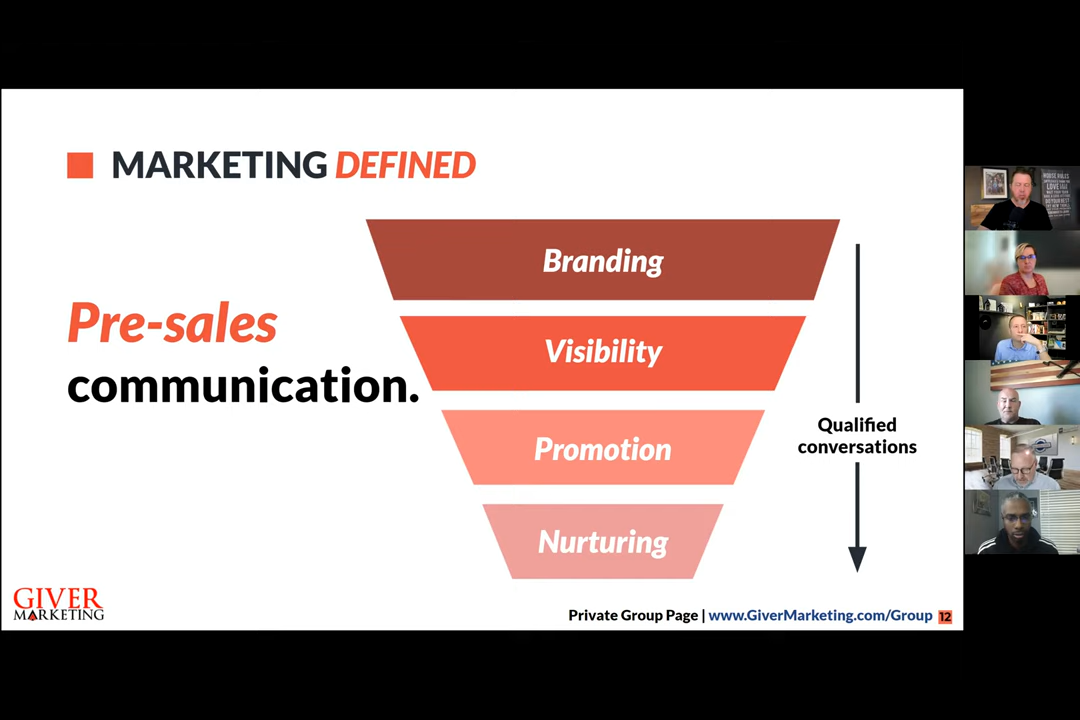 MARKETING DEFINED
Pre-sales
communication.
Branding
Visibility
Promotion
Nurturing
Qualified
conversations
GIVER
MARKETING
Private Group Page | www.GiverMarketing.com/Group 12